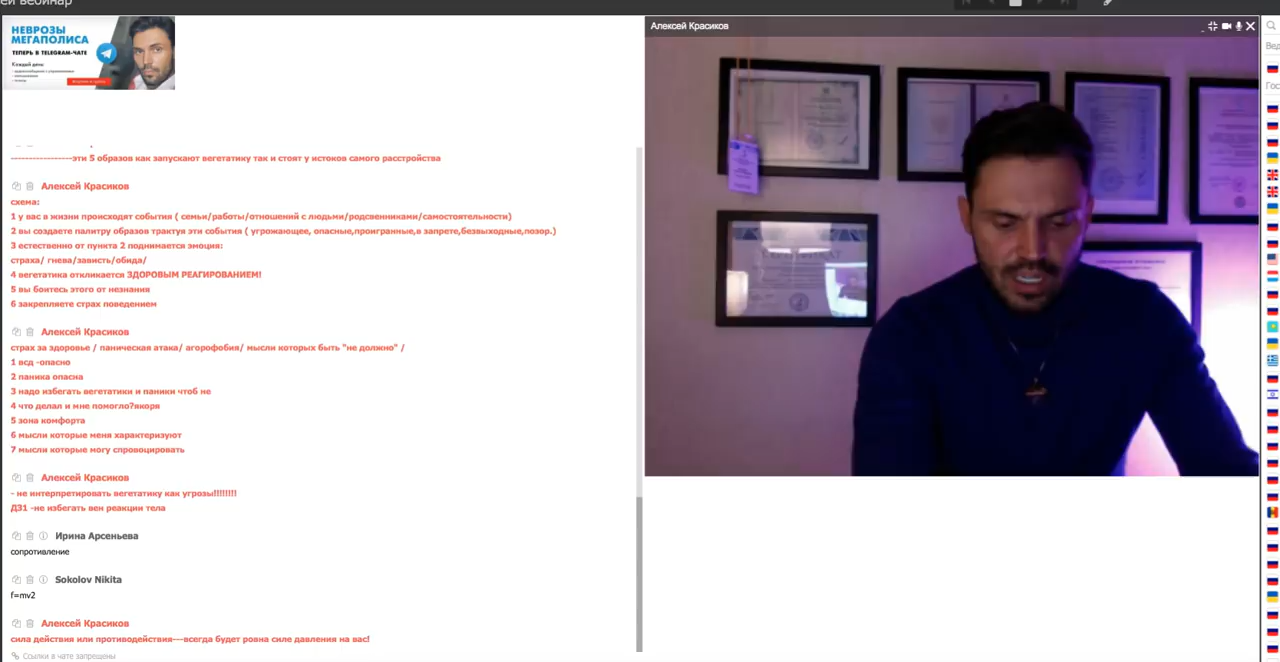 ей вебинар
НЕВРОЗЫ
МЕГАПОЛИСА
ТЕПЕРЬ В TELEGRAM-ЧАТЕ
Каждый день:
-----------------эти 5 образов как запускают вегетатику так и стоят у истоков самого расстройства
Алексей Красиков
схема:
1 у вас в жизни происходят события ( семьи/работы/отношений с людьми/родсвенниками/самостоятельности)
2 вы создаете палитру образов трактуя эти события ( угрожающее, опасные,проигранные,в запрете,безвыходные,позор.)
3 естественно от пункта 2 поднимается эмоция:
страха/ гнева/зависть/обида/
4 вегетатика откликается ЗДОРОВЫМ РЕАГИРОВАНИЕМ!
5 вы боитесь этого от незнания
6 закрепляете страх поведением
Алексей Красиков
страх за здоровье / паническая атака/ агорофобия/ мысли которых быть "не должно" /
1 всд -опасно
2 паника опасна
3 надо избегать вегетатики и паники чтоб не
4 что делал и мне помогло?якоря
5 зона комфорта
6 мысли которые меня характеризуют
7 мысли которые могу спровоцировать
Алексей Красиков
- не интерпретировать вегетатику как угрозы!!!!!!!!
ДЗ1 -не избегать вен реакции тела
Ирина Арсеньева
сопротивление
Sokolov Nikita
f=mv2
Алексей Красиков
сила действия или противодействия---всегда будет ровна силе давления на вас!
Ссылки в чате запрещены
Алексей Красиков
Вед
Гос